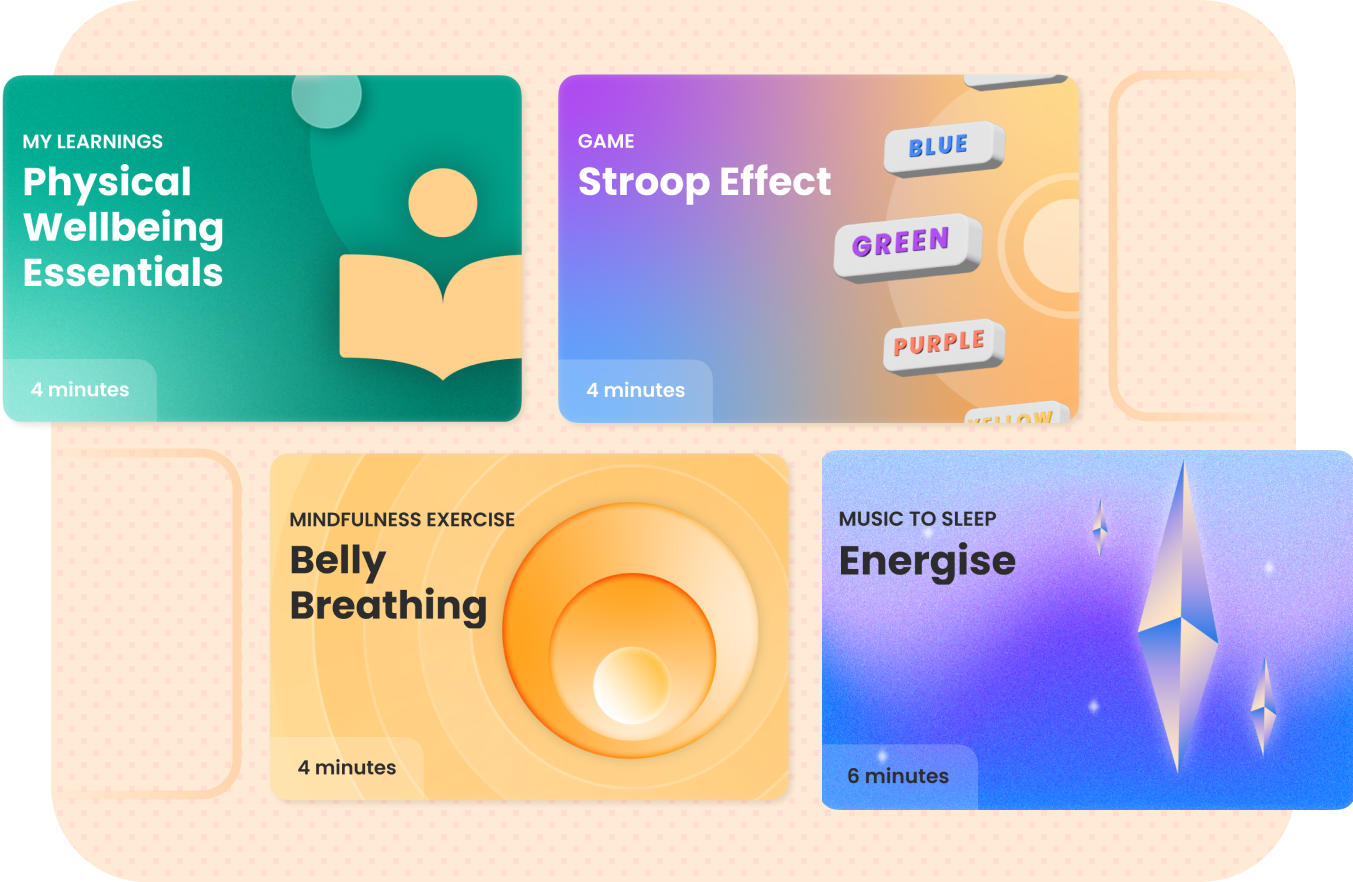 MY LEARNINGS
Physical
Wellbeing
Essentials
4 minutes
GAME
Stroop Effect
BLUE
GREEN
PURPLE
YELLOW
4 minutes
MINDFULNESS EXERCISE
Belly
Breathing
4 minutes
MUSIC TO SLEEP
Energise
6 minutes